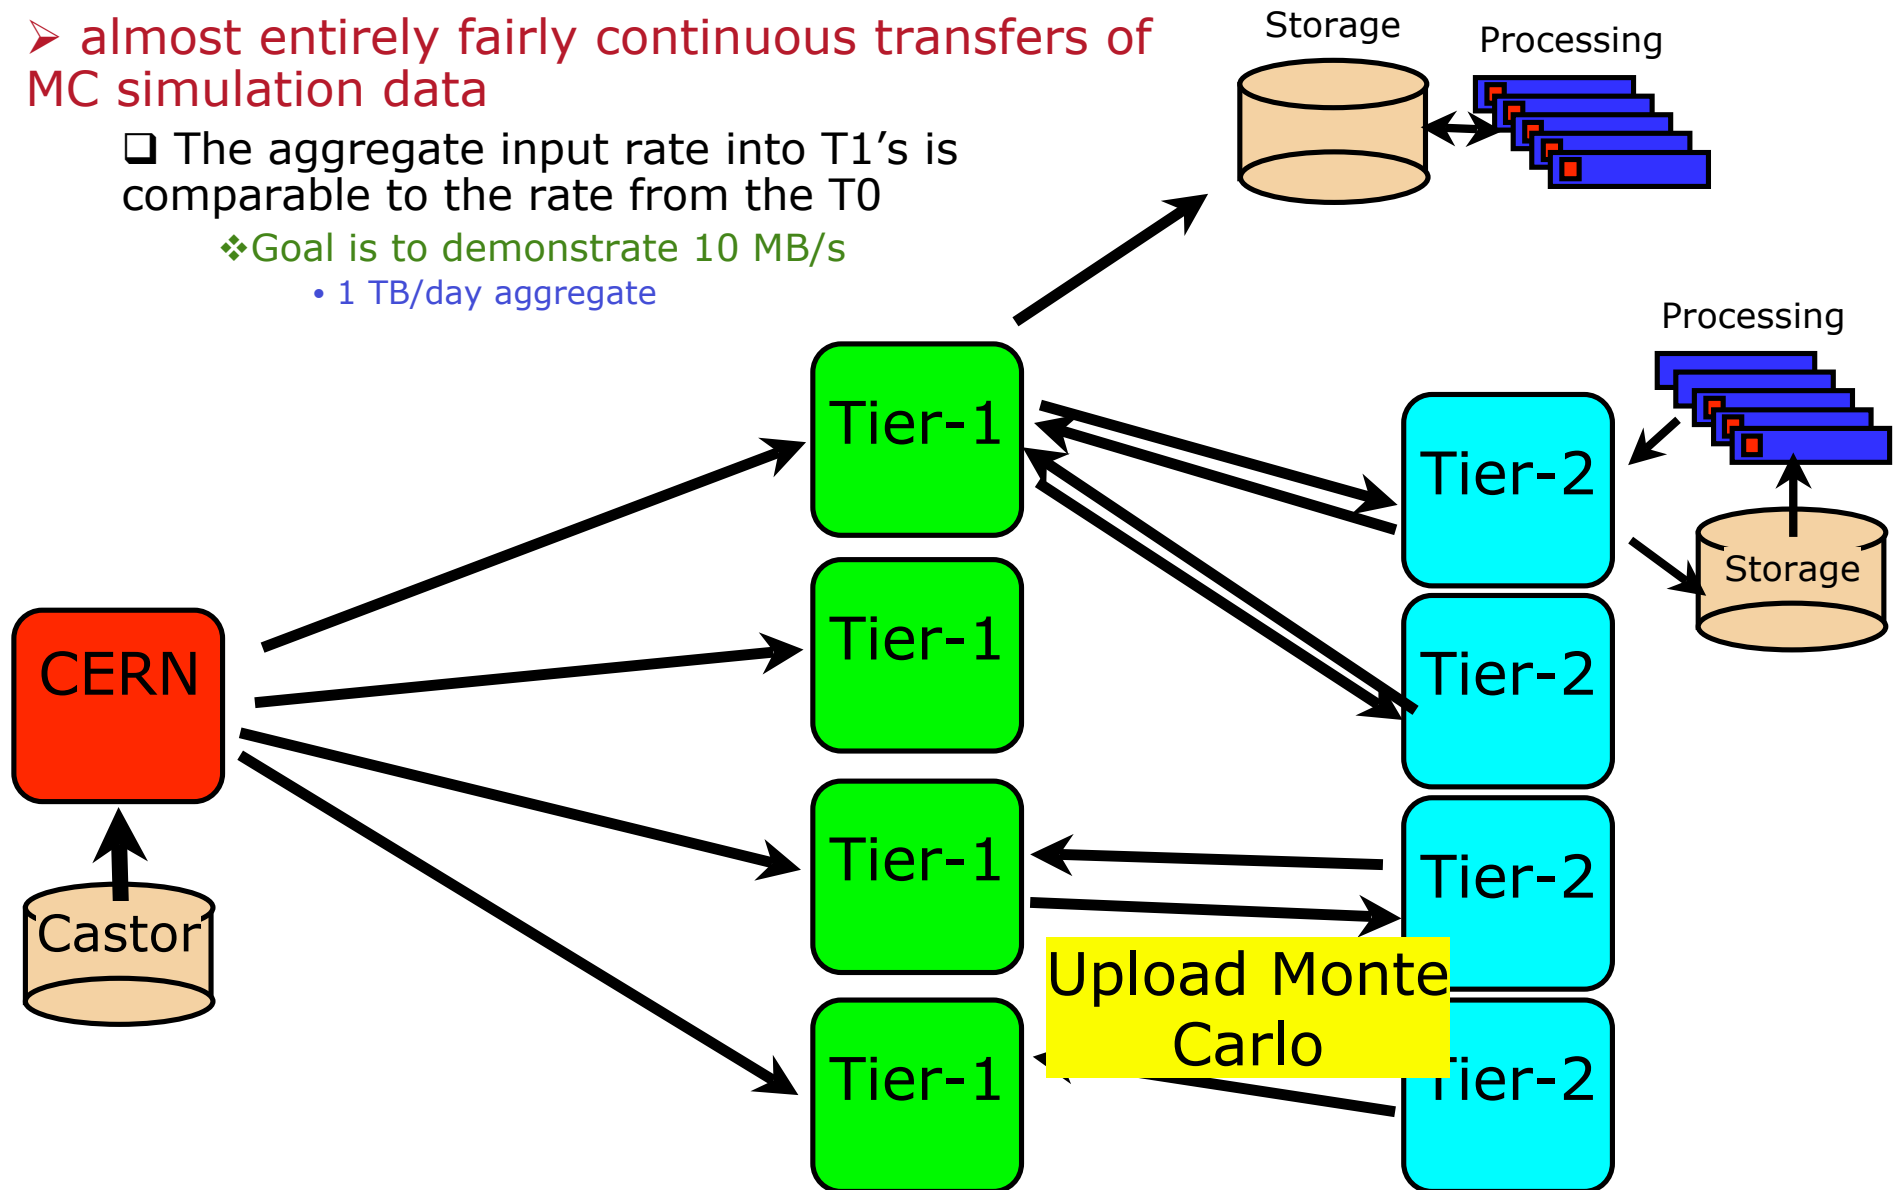 ➢ almost entirely fairly continuous transfers of
MC simulation data
❑ The aggregate input rate into T1’s is
comparable to the rate from the T0
❖Goal is to demonstrate 10 MB/s
• 1 TB/day aggregate
Storage
Processing
Processing
Tier-1
Tier-2
Storage
Tier-1
CERN
Tier-2
Tier-1
Tier-2
Castor
Upload Monte
Carlo
Tier-1
Tier-2